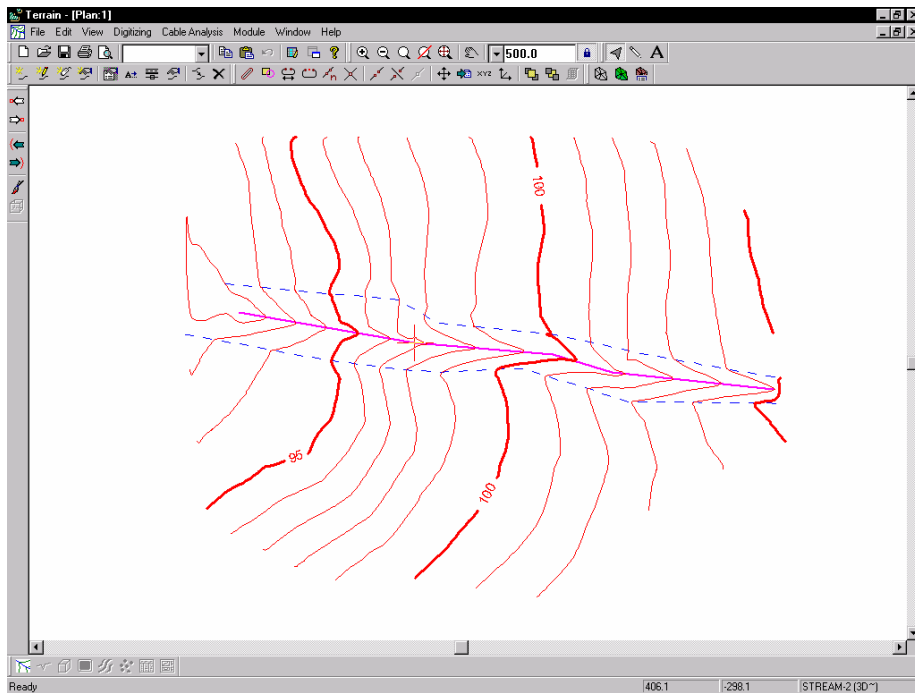 Terrain - [Plan:1]
File Edit View Digitizing Cable Analysis Module Window Help
500.0
A
XYZ
100
95
100
Ready
406.1 -298.1 STREAM-2 (3D~)